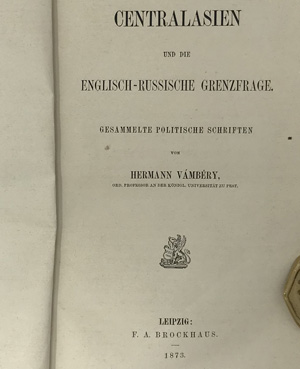 CENTRALASIEN
UND DIE
ENGLISCH-RUSSISCHE GRENZFRAGE.
GESAMMELTE POLITISCHE SCHRIFTEN
VON
HERMANN VÁMBÉRY,
ORD. PROFESSOR AN DER KÖNIGL. UNIVERSITÄT ZU PEST.
LEIPZIG:
F. A. BROCKHAUS.
1873.